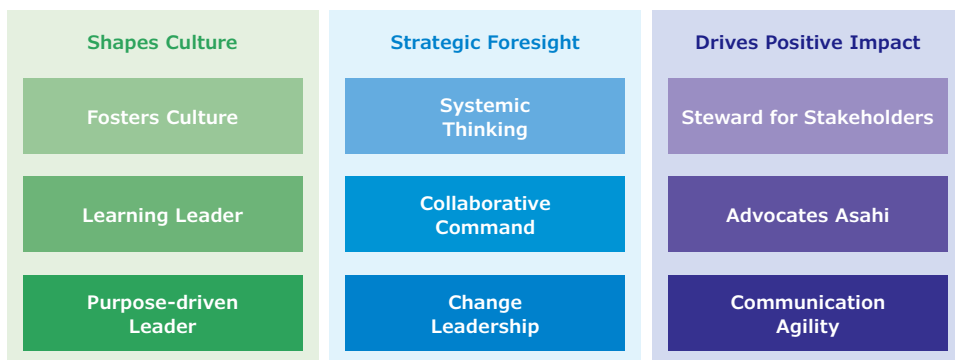 Shapes Culture
Fosters Culture
Learning Leader
Purpose-driven
Leader
Strategic Foresight
Systemic
Thinking
Collaborative
Command
Change
Leadership
Drives Positive Impact
Steward for Stakeholders
Advocates Asahi
Communication
Agility